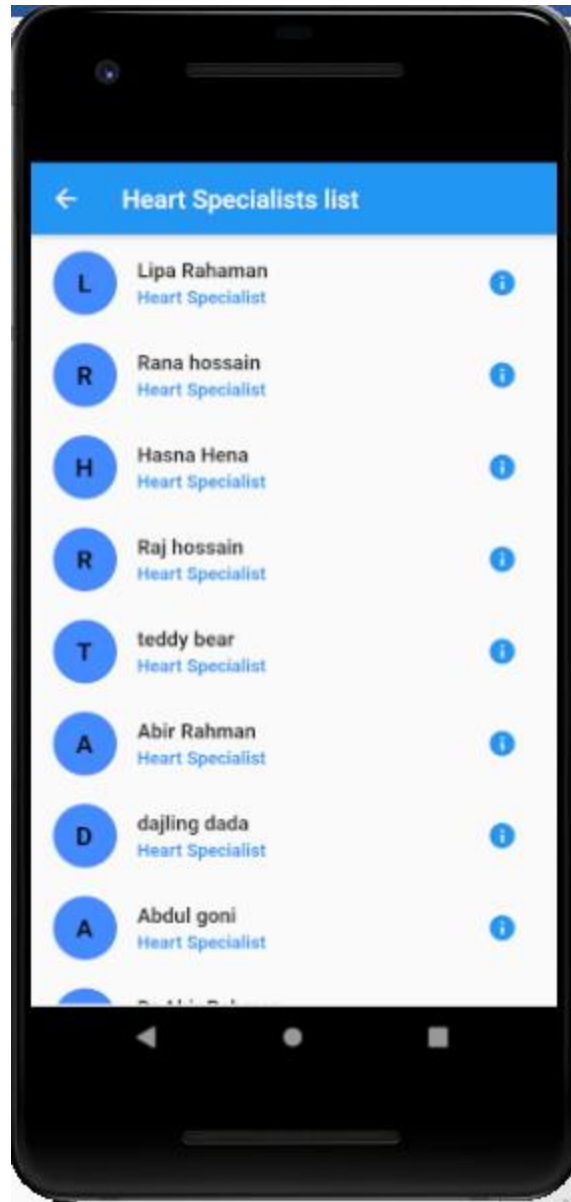 Heart Specialists list
L
Lipa Rahaman
Heart Specialist
R
Rana hossain
Heart Specialist
H
Hasna Hena
Heart Specialist
R
Raj hossain
Heart Specialist
T
teddy bear
Heart Specialist
A
Abir Rahman
Heart Specialist
D
dajling dada
Heart Specialist
A
Abdul goni
Heart Specialist